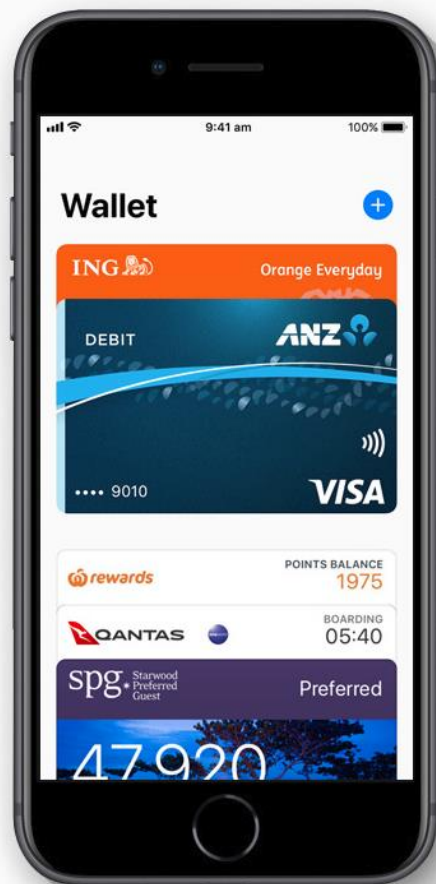 9:41 am 100%
Wallet
ING Orange Everyday
DEBIT ANZ
•••• 9010 VISA
rewards POINTS BALANCE
1975
QANTAS BOARDING
05:40
spg. Starwood
Preferred
Guest Preferred
47,920